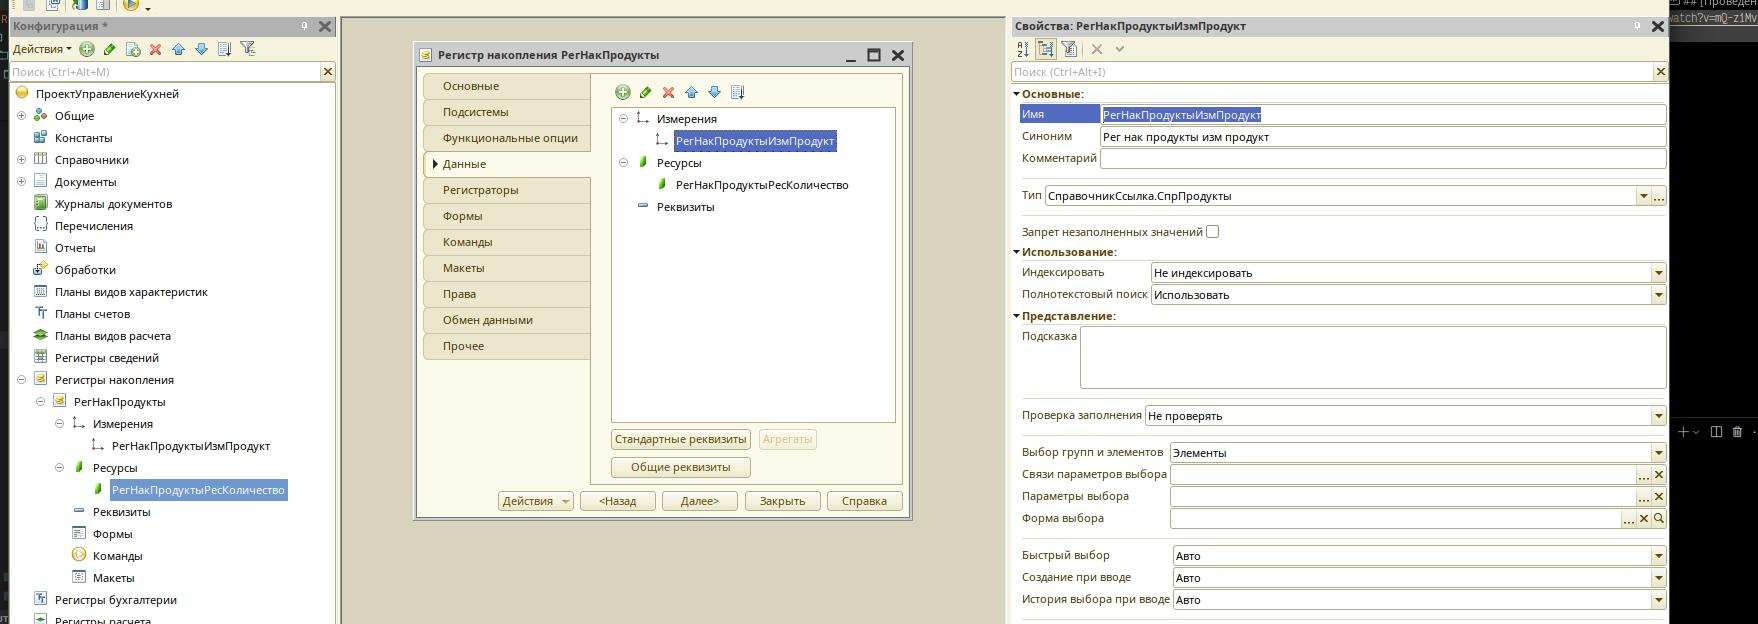 Конфигурация *
Действия
Поиск (Ctrl+Alt+M)
ПроектУправлениеКухней
Общие
Константы
Справочники
Документы
Журналы документов
Перечисления
Отчеты
Обработки
Планы видов характеристик
Планы счетов
Планы видов расчета
Регистры сведений
Регистры накопления
РегНакПродукты
Измерения
РегНакПродуктыИзмПродукт
Ресурсы
РегНакПродуктыРесКоличество
Реквизиты
Формы
Команды
Макеты
Регистры бухгалтерии
Регистры расчета
Регистр накопления РегНакПродукты
Основные
Подсистемы
Функциональные опции
Данные
Регистраторы
Формы
Команды
Макеты
Права
Обмен данными
Прочее
Измерения
РегНакПродуктыИзмПродукт
Ресурсы
РегНакПродуктыРесКоличество
Реквизиты
Стандартные реквизиты Агрегаты
Общие реквизиты
Действия <Назад Далее> Закрыть Справка
Свойства: РегНакПродуктыИзмПродукт
Поиск (Ctrl+Alt+I)
Основные:
Имя РегНакПродуктыИзмПродукт
Синоним Рег нак продукты изм продукт
Комментарий
Тип СправочникСсылка.СпрПродукты ...
Запрет незаполненных значений
Использование:
Индексировать Не индексировать
Полнотекстовый поиск Использовать
Представление:
Подсказка
Проверка заполнения Не проверять
Выбор групп и элементов Элементы
Связи параметров выбора ...
Параметры выбора ...
Форма выбора ...
Быстрый выбор Авто
Создание при вводе Авто
История выбора при вводе Авто
## [Проведен
watch?v=mQ-z1Mv